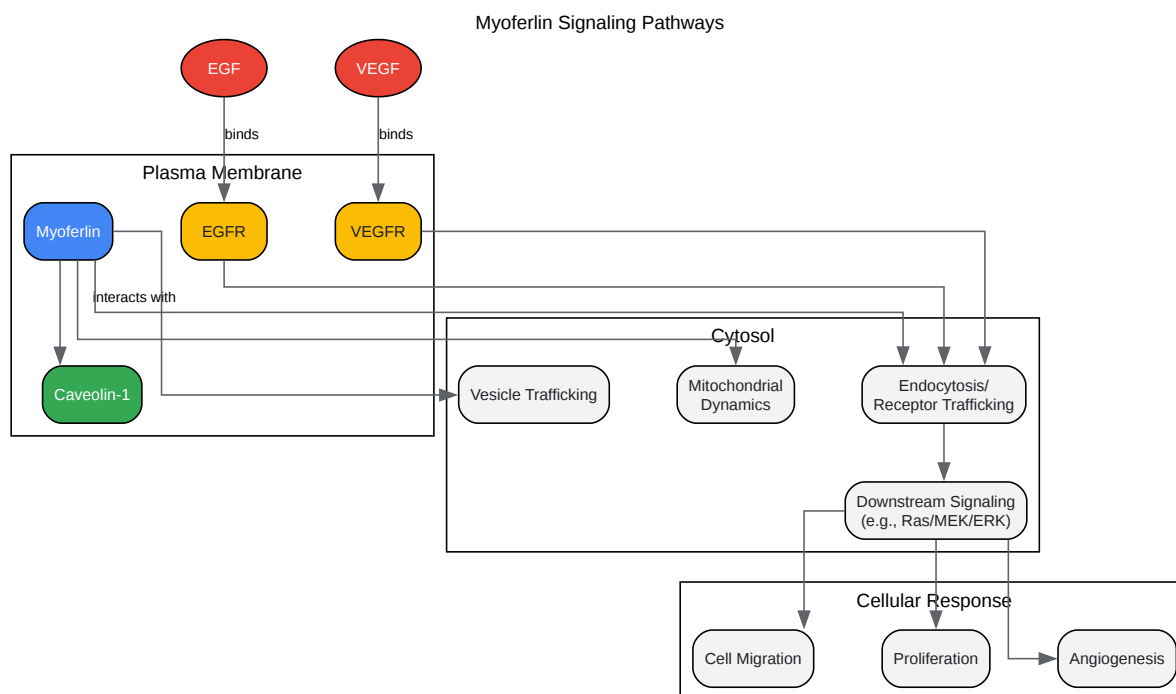 Myoferlin Signaling Pathways
EGF
VEGF
binds
binds
Plasma Membrane
Myoferlin
EGFR
VEGFR
interacts with
Caveolin-1
Cytosol
Vesicle Trafficking
Mitochondrial
Dynamics
Endocytosis/
Receptor Trafficking
Downstream Signaling
(e.g., Ras/MEK/ERK)
Cellular Response
Cell Migration
Proliferation
Angiogenesis